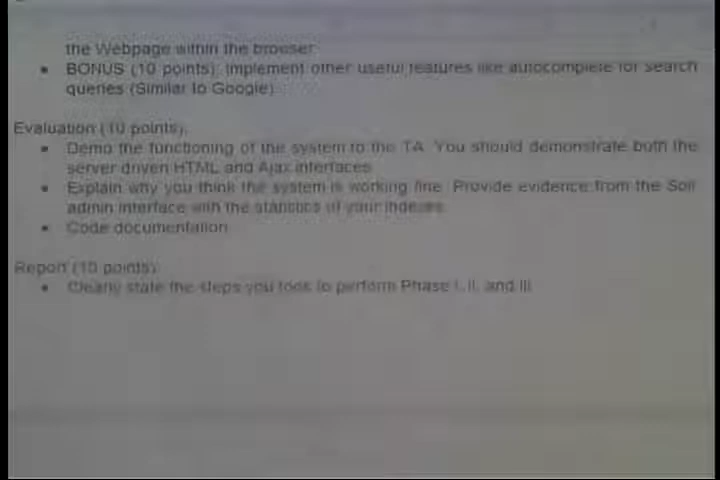 the Webpage within the browser
• BONUS (10 points): Implement other useful features like autocomplete for search
queries (Similar to Google)
Evaluation (10 points):
• Demo the functioning of the system to the TA. You should demonstrate both the
server driven HTML and Ajax interfaces
• Explain why you think the system is working fine. Provide evidence from the Solr
admin interface with the statistics of your indexes
• Code documentation
Report (10 points):
• Clearly state the steps you took to perform Phase I, II, and III